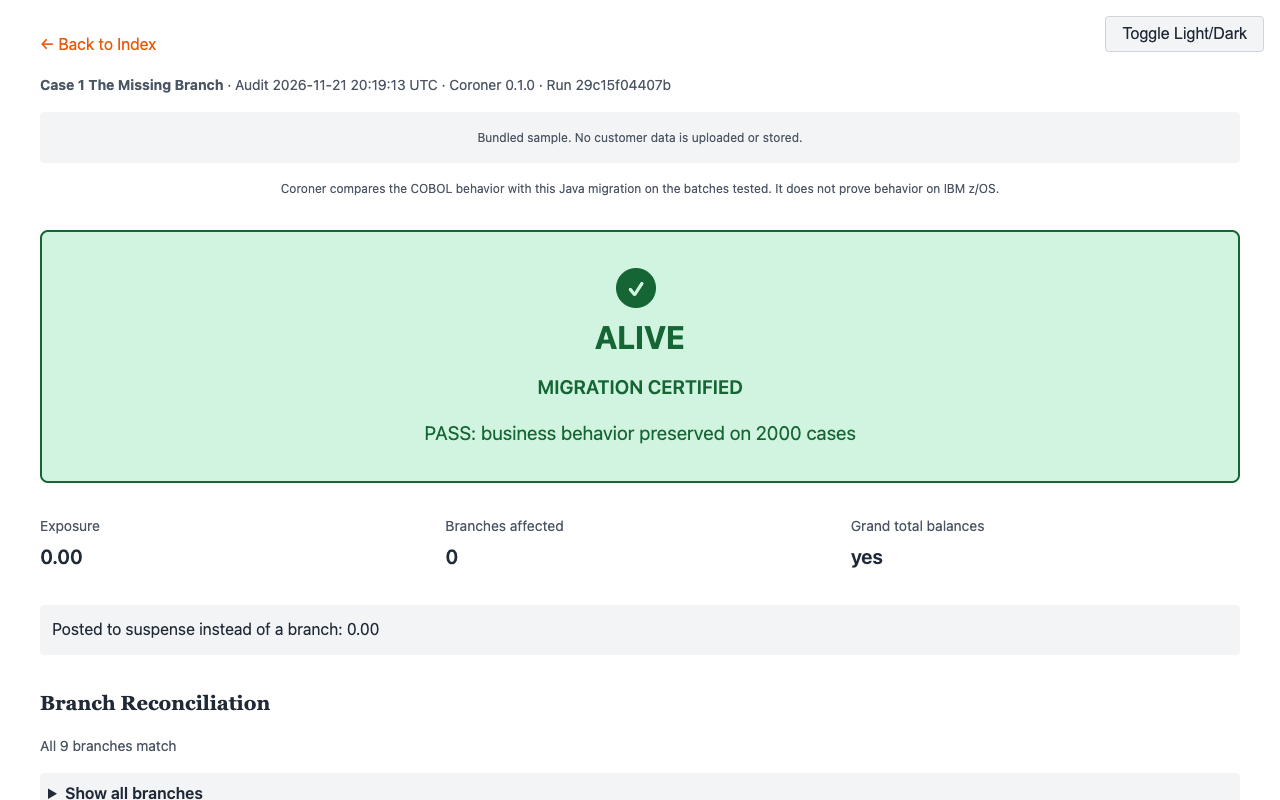 ← Back to Index
Toggle Light/Dark
Case 1 The Missing Branch · Audit 2026-11-21 20:19:13 UTC · Coroner 0.1.0 · Run 29c15f04407b
Bundled sample. No customer data is uploaded or stored.
Coroner compares the COBOL behavior with this Java migration on the batches tested. It does not prove behavior on IBM z/OS.
ALIVE
MIGRATION CERTIFIED
PASS: business behavior preserved on 2000 cases
Exposure
0.00
Branches affected
0
Grand total balances
yes
Posted to suspense instead of a branch: 0.00
Branch Reconciliation
All 9 branches match
▶ Show all branches